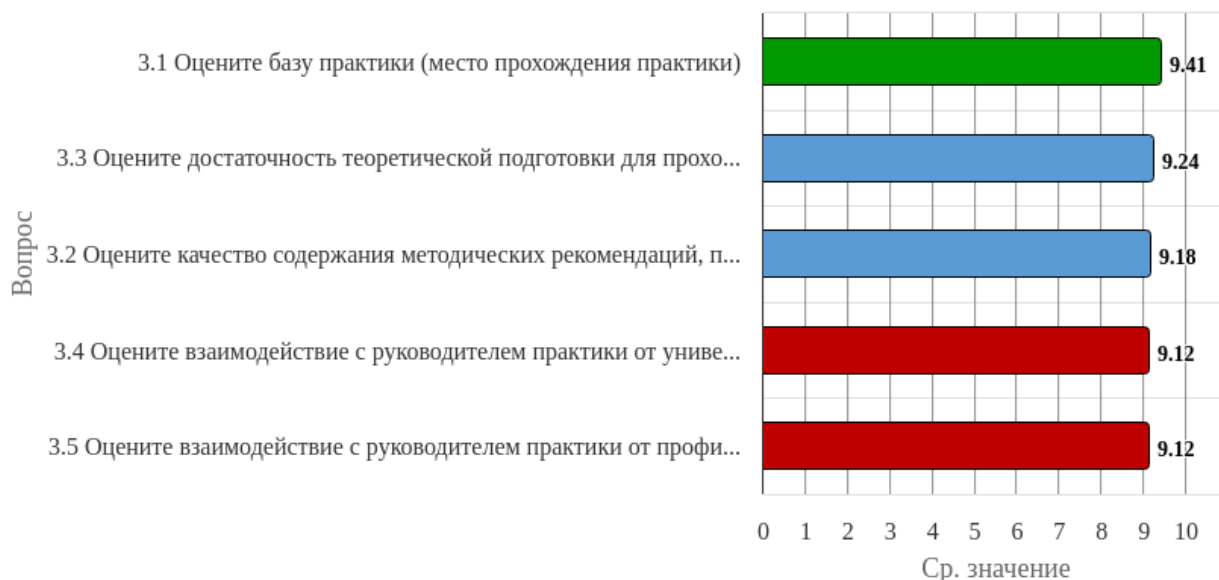 3.1 Оцените базу практики (место прохождения практики)
9.41
3.3 Оцените достаточность теоретической подготовки для прохо...
9.24
3.2 Оцените качество содержания методических рекомендаций, п...
9.18
3.4 Оцените взаимодействие с руководителем практики от униве...
9.12
3.5 Оцените взаимодействие с руководителем практики от профи...
9.12
Вопрос
0 1 2 3 4 5 6 7 8 9 10
Ср. значение